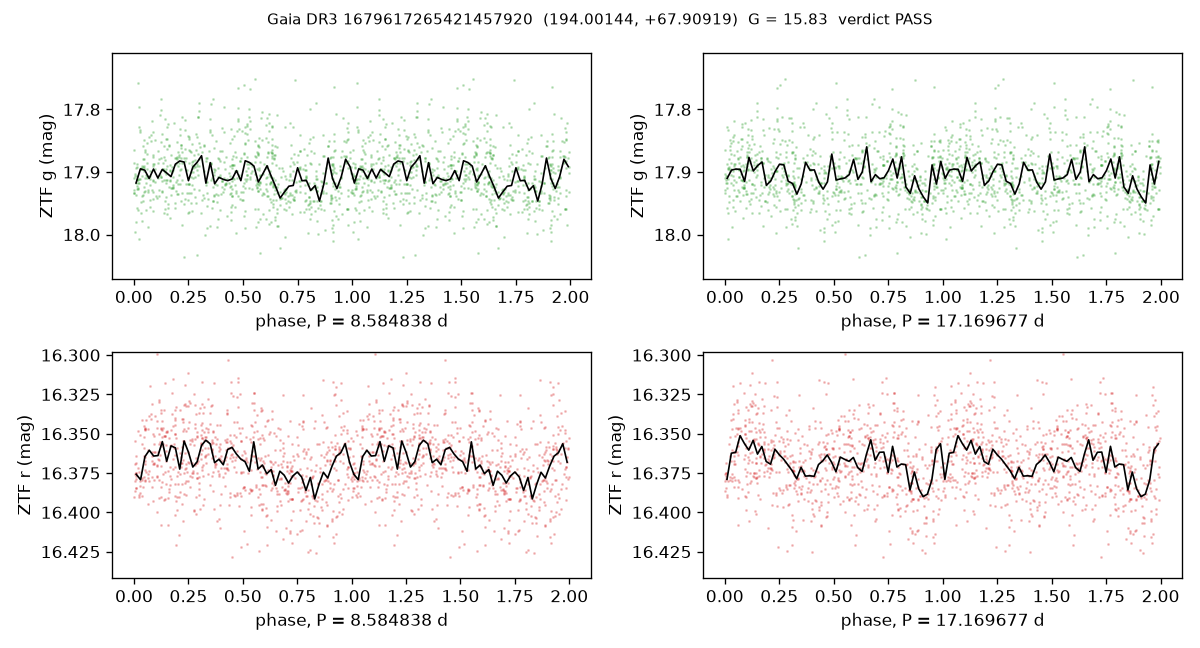 Gaia DR3 1679617265421457920 (194.00144, +67.90919) G = 15.83 verdict PASS
ZTF g (mag)
17.8
17.9
18.0
0.00 0.25 0.50 0.75 1.00 1.25 1.50 1.75 2.00
phase, P = 8.584838 d
ZTF g (mag)
17.8
17.9
18.0
0.00 0.25 0.50 0.75 1.00 1.25 1.50 1.75 2.00
phase, P = 17.169677 d
ZTF r (mag)
16.300
16.325
16.350
16.375
16.400
16.425
0.00 0.25 0.50 0.75 1.00 1.25 1.50 1.75 2.00
phase, P = 8.584838 d
ZTF r (mag)
16.300
16.325
16.350
16.375
16.400
16.425
0.00 0.25 0.50 0.75 1.00 1.25 1.50 1.75 2.00
phase, P = 17.169677 d